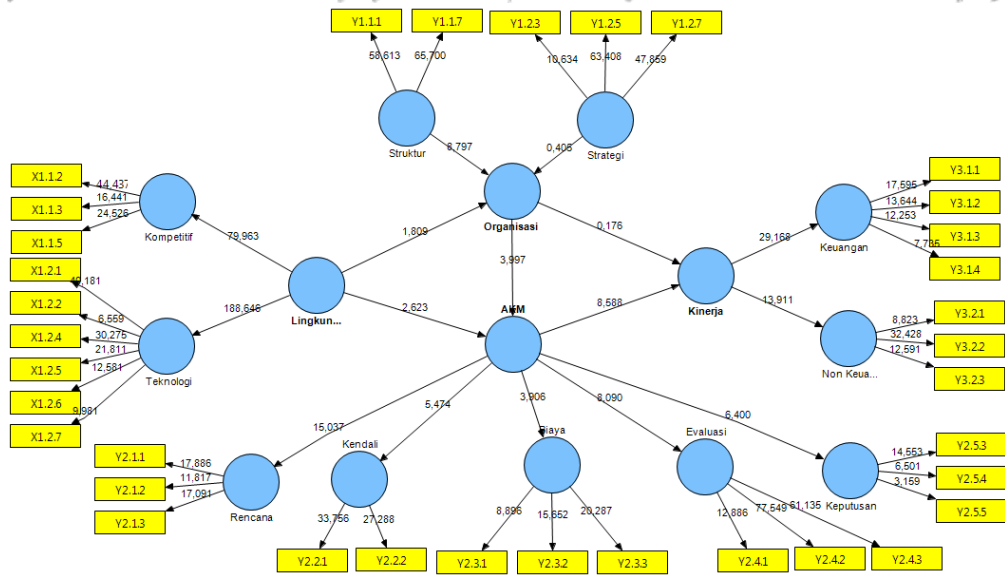 Y1.1.1
Y1.1.7
Y1.2.3
Y1.2.5
Y1.2.7
58,613
65,700
10,634
63,408
47,859
Struktur
Strategi
8,797
0,406
X1.1.2
X1.1.3
X1.1.5
44,437
16,441
24,526
Kompetitif
79,963
1,809
Organisasi
0,176
3,997
Y3.1.1
Y3.1.2
Y3.1.3
Y3.1.4
17,595
13,644
12,253
7,735
Keuangan
29,168
X1.2.1
X1.2.2
X1.2.4
X1.2.5
X1.2.6
X1.2.7
6,559
30,275
21,811
12,581
9,981
Teknologi
188,646
Lingkun...
2,623
AKM
8,588
Kinerja
13,911
Non Keua...
8,823
32,428
12,591
Y3.2.1
Y3.2.2
Y3.2.3
15,037
5,474
3,906
8,090
6,400
Y2.1.1
Y2.1.2
Y2.1.3
17,886
11,817
17,091
Rencana
Kendali
33,756
27,288
Y2.2.1
Y2.2.2
Biaya
8,896
15,652
20,287
Y2.3.1
Y2.3.2
Y2.3.3
Evaluasi
12,886
77,549
61,135
Y2.4.1
Y2.4.2
Y2.4.3
Keputusan
14,553
6,501
3,159
Y2.5.3
Y2.5.4
Y2.5.5